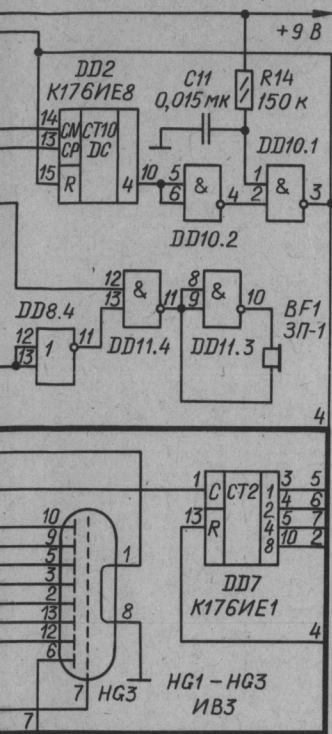 +9 В
DD2
К176ИЕ8
C11
0,015 мк
R14
150 к
DD10.1
14
CN
CT10
13
CP
DC
15
R
4
10
5
6
&
4
1
2
&
3
DD10.2
12
13
&
11
8
9
&
10
BF1
ЗП-1
DD8.4
12
13
1
11
DD11.4
DD11.3
4
1
C
CT2
13
R
1
2
4
8
3
4
5
10
5
6
7
2
DD7
К176ИЕ1
4
10
9
5
3
2
13
12
6
1
8
7
HG3
HG1 – HG3
ИВ3
7